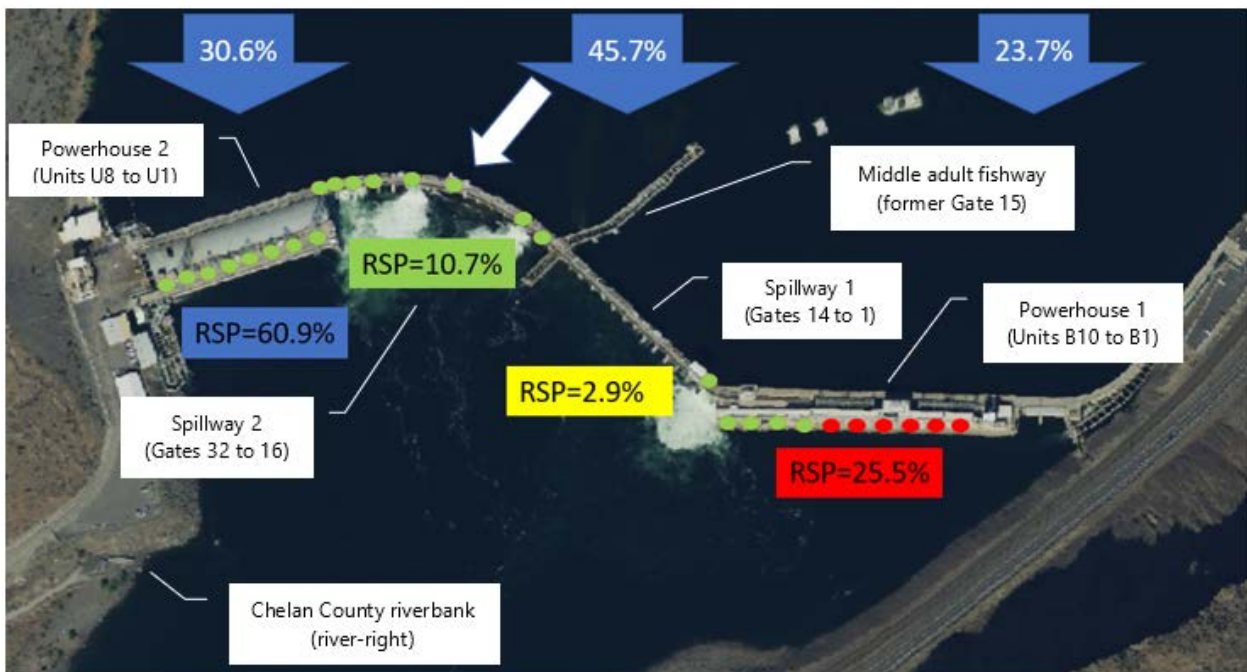 30.6%
45.7%
23.7%
Powerhouse 2
(Units U8 to U1)
Middle adult fishway
(former Gate 15)
RSP=10.7%
Spillway 1
(Gates 14 to 1)
Powerhouse 1
(Units B10 to B1)
RSP=60.9%
RSP=2.9%
Spillway 2
(Gates 32 to 16)
RSP=25.5%
Chelan County riverbank
(river-right)